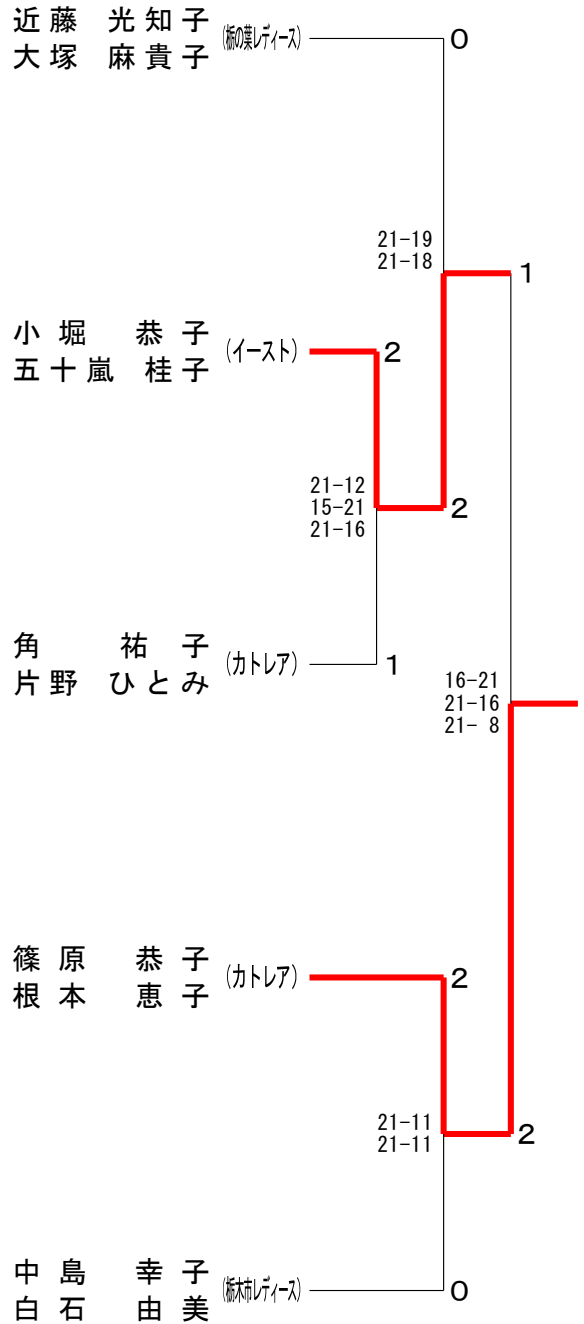 近藤 光知子
大塚 麻貴子
(栃の葉レディース)
0
21-19
21-18
1
小堀 恭子
五十嵐 桂子
(イースト)
2
21-12
15-21
21-16
2
角 祐子
片野 ひとみ
(カトレア)
1
16-21
21-16
21- 8
篠原 恭子
根本 恵子
(カトレア)
2
21-11
21-11
2
中島 幸子
白石 由美
(栃木市レディース)
0